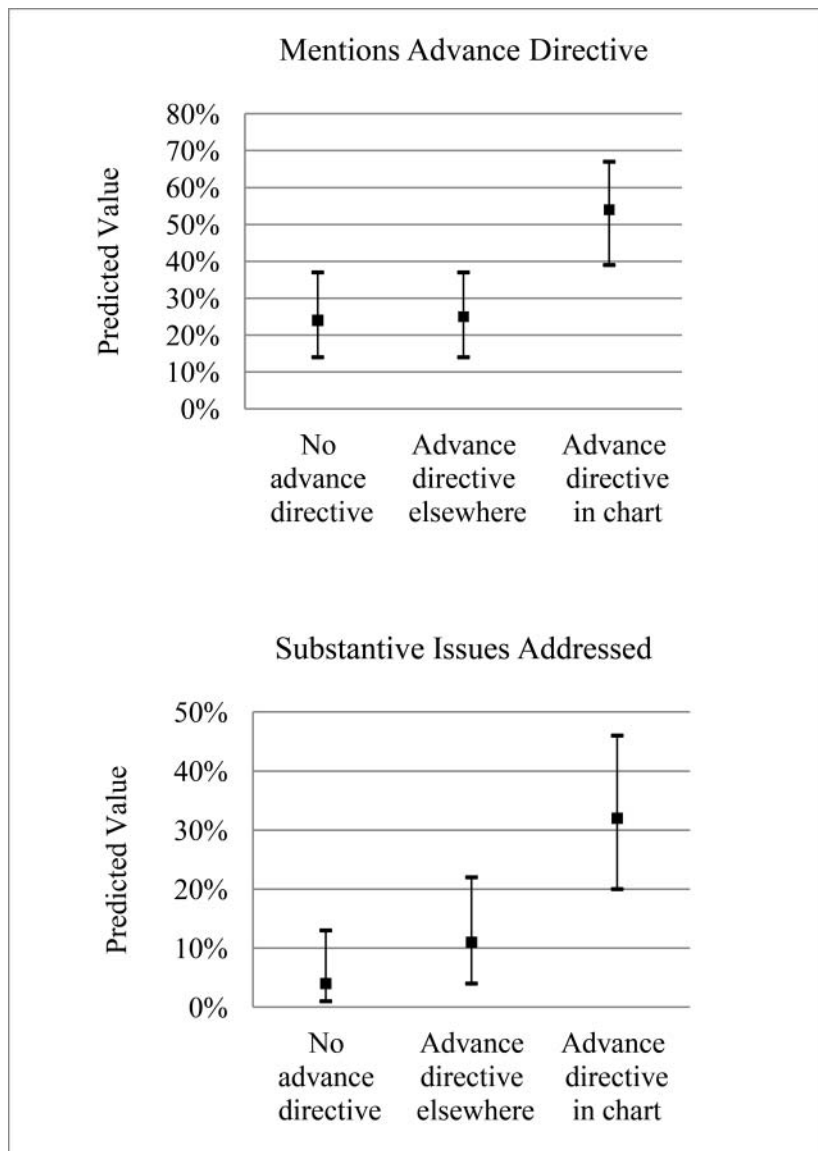 Mentions Advance Directive
80%
70%
60%
50%
40%
30%
20%
10%
0%
Predicted Value
No
advance
directive
Advance
directive
elsewhere
Advance
directive
in chart
Substantive Issues Addressed
50%
40%
30%
20%
10%
0%
Predicted Value
No
advance
directive
Advance
directive
elsewhere
Advance
directive
in chart